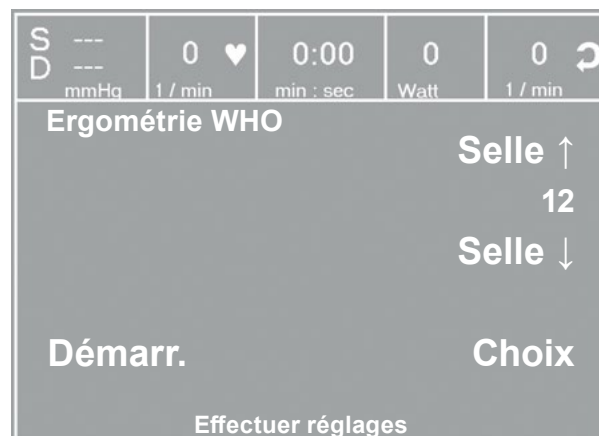 S --- 0 ♥ 0:00 0 0
D ---
mmHg 1 / min min : sec Watt 1 / min
Ergométrie WHO
Selle ↑
12
Selle ↓
Démarr. Choix
Effectuer réglages